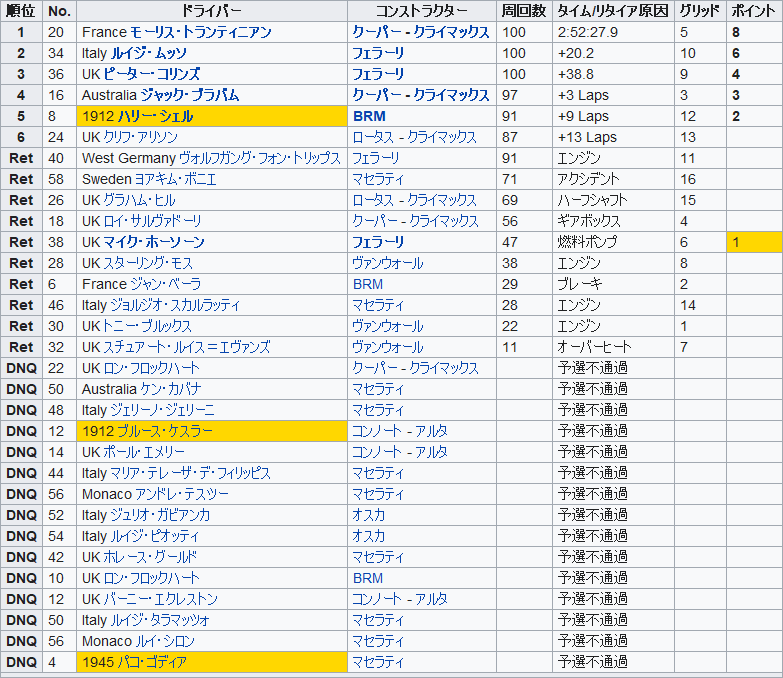 順位 No. ドライバー コンストラクター 周回数 タイム/リタイア原因 グリッド ポイント
1 20 France モーリス・トランティニアン クーパー - クライマックス 100 2:52:27.9 5 8
2 34 Italy ルイジ・ムッソ フェラーリ 100 +20.2 10 6
3 36 UK ピーター・コリンズ フェラーリ 100 +38.8 9 4
4 16 Australia ジャック・ブラバム クーパー - クライマックス 97 +3 Laps 3 3
5 8 1912 ハリー・シェル BRM 91 +9 Laps 12 2
6 24 UK クリフ・アリソン ロータス - クライマックス 87 +13 Laps 13
Ret 40 West Germany ヴォルフガング・フォン・トリップス フェラーリ 91 エンジン 11
Ret 58 Sweden ヨアキム・ボニエ マセラティ 71 アクシデント 16
Ret 26 UK グラハム・ヒル ロータス - クライマックス 69 ハーフシャフト 15
Ret 18 UK ロイ・サルヴァドーリ クーパー - クライマックス 56 ギアボックス 4
Ret 38 UK マイク・ホーソーン フェラーリ 47 燃料ポンプ 6 1
Ret 28 UK スターリング・モス ヴァンウォール 38 エンジン 8
Ret 6 France ジャン・ベーラ BRM 29 ブレーキ 2
Ret 46 Italy ジョルジオ・スカルラッティ マセラティ 28 エンジン 14
Ret 30 UK トニー・ブルックス ヴァンウォール 22 エンジン 1
Ret 32 UK スチュアート・ルイス＝エヴァンズ ヴァンウォール 11 オーバーヒート 7
DNQ 22 UK ロン・フロックハート クーパー - クライマックス 予選不通過
DNQ 50 Australia ケン・カバナ マセラティ 予選不通過
DNQ 48 Italy ジェリーノ・ジェリーニ マセラティ 予選不通過
DNQ 12 1912 ブルース・ケスラー コンノート - アルタ 予選不通過
DNQ 14 UK ポール・エメリー コンノート - アルタ 予選不通過
DNQ 44 Italy マリア・テレーザ・デ・フィリッピス マセラティ 予選不通過
DNQ 56 Monaco アンドレ・テスツー マセラティ 予選不通過
DNQ 52 Italy ジュリオ・ガビアンカ オスカ 予選不通過
DNQ 54 Italy ルイジ・ピオッティ オスカ 予選不通過
DNQ 42 UK ホレース・グールド マセラティ 予選不通過
DNQ 10 UK ロン・フロックハート BRM 予選不通過
DNQ 12 UK バーニー・エクレストン コンノート - アルタ 予選不通過
DNQ 50 Italy ルイジ・タラマッツォ マセラティ 予選不通過
DNQ 56 Monaco ルイ・シロン マセラティ 予選不通過
DNQ 4 1945 パコ・ゴディア マセラティ 予選不通過